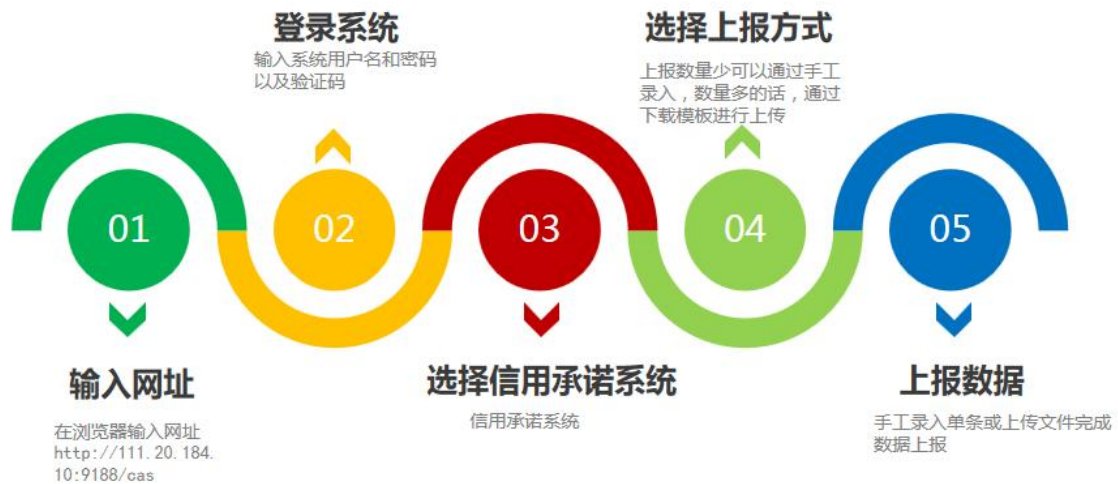 登录系统
输入系统用户名和密码
以及验证码
选择上报方式
上报数量少可以通过手工
录入，数量多的话，通过
下载模板进行上传
01
02
03
04
05
输入网址
在浏览器输入网址
http://111.20.184.
10:9188/cas
选择信用承诺系统
信用承诺系统
上报数据
手工录入单条或上传文件完成
数据上报